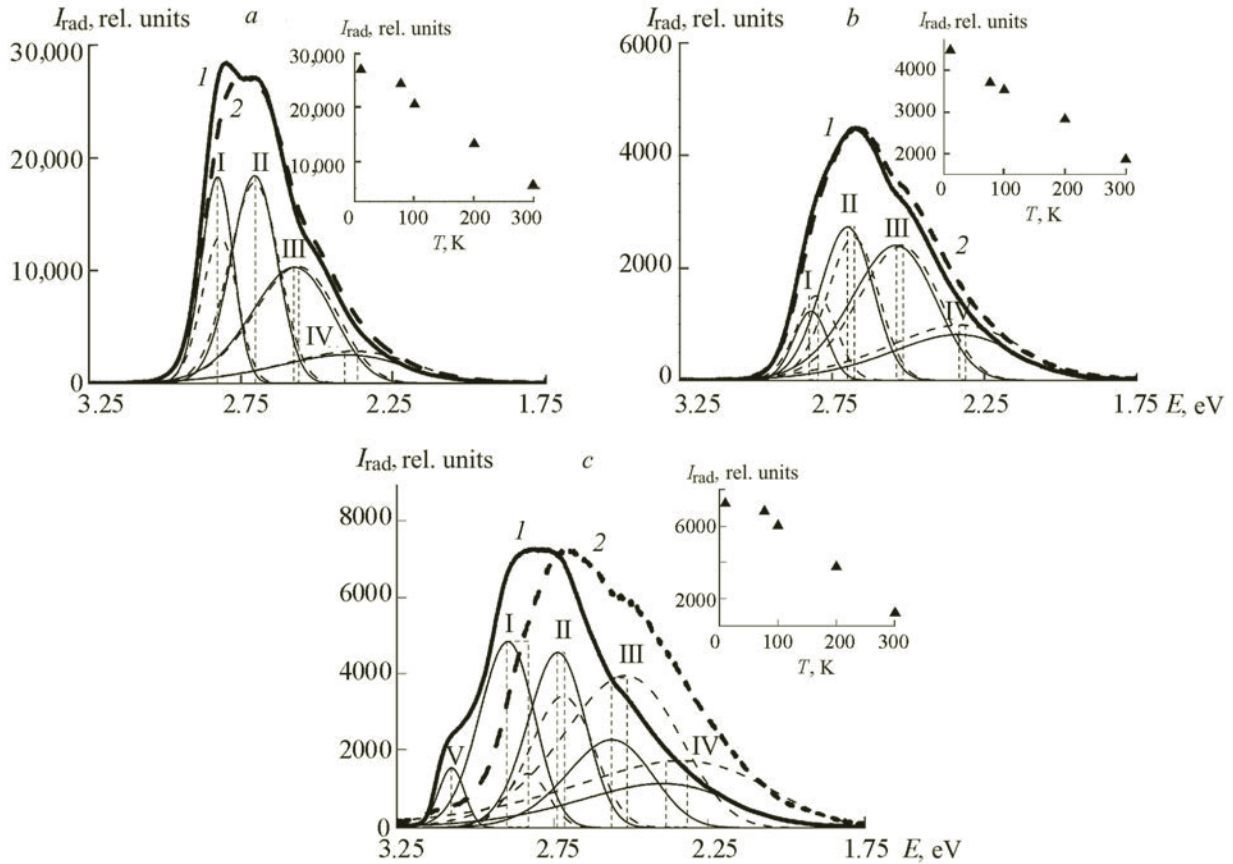 I_rad, rel. units a
30,000
20,000
10,000
0
1
2
I
II
III
IV
3.25 2.75 2.25 1.75
I_rad, rel. units
30,000
20,000
10,000
0 100 200 300
T, K
I_rad, rel. units b
6000
4000
2000
0
1
2
I
II
III
IV
3.25 2.75 2.25 1.75 E, eV
I_rad, rel. units
4000
3000
2000
0 100 200 300
T, K
I_rad, rel. units c
8000
6000
4000
2000
0
1
2
V
I
II
III
IV
3.25 2.75 2.25 1.75 E, eV
I_rad, rel. units
6000
2000
0 100 200 300
T, K